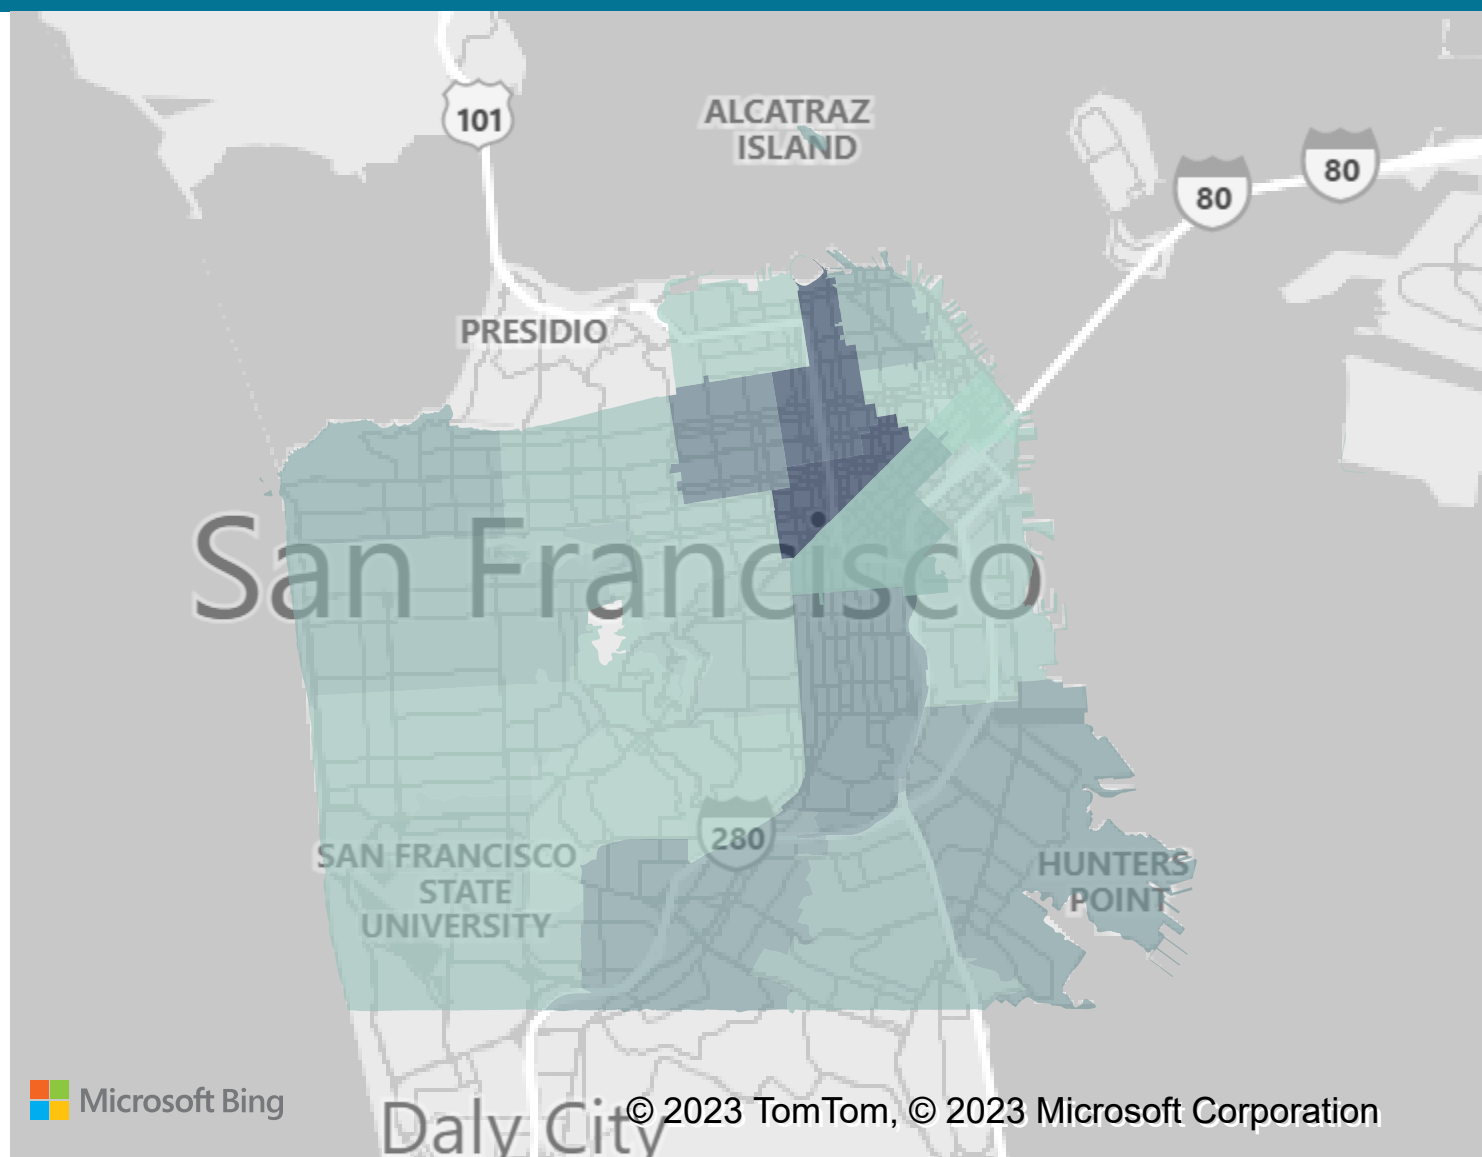 ALCATRAZ
ISLAND
101
80
80
PRESIDIO
San Francisco
280
SAN FRANCISCO
STATE
UNIVERSITY
HUNTERS
POINT
Microsoft Bing
Daly City
© 2023 TomTom, © 2023 Microsoft Corporation